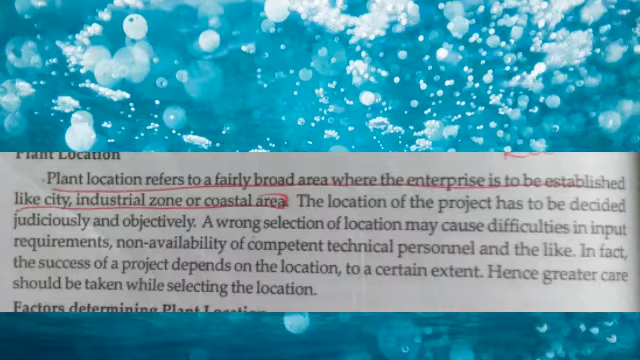 Plant Location
Plant location refers to a fairly broad area where the enterprise is to be established
like city, industrial zone or coastal area. The location of the project has to be decided
judiciously and objectively. A wrong selection of location may cause difficulties in input
requirements, non-availability of competent technical personnel and the like. In fact,
the success of a project depends on the location, to a certain extent. Hence greater care
should be taken while selecting the location.
Factors determining Plant Location